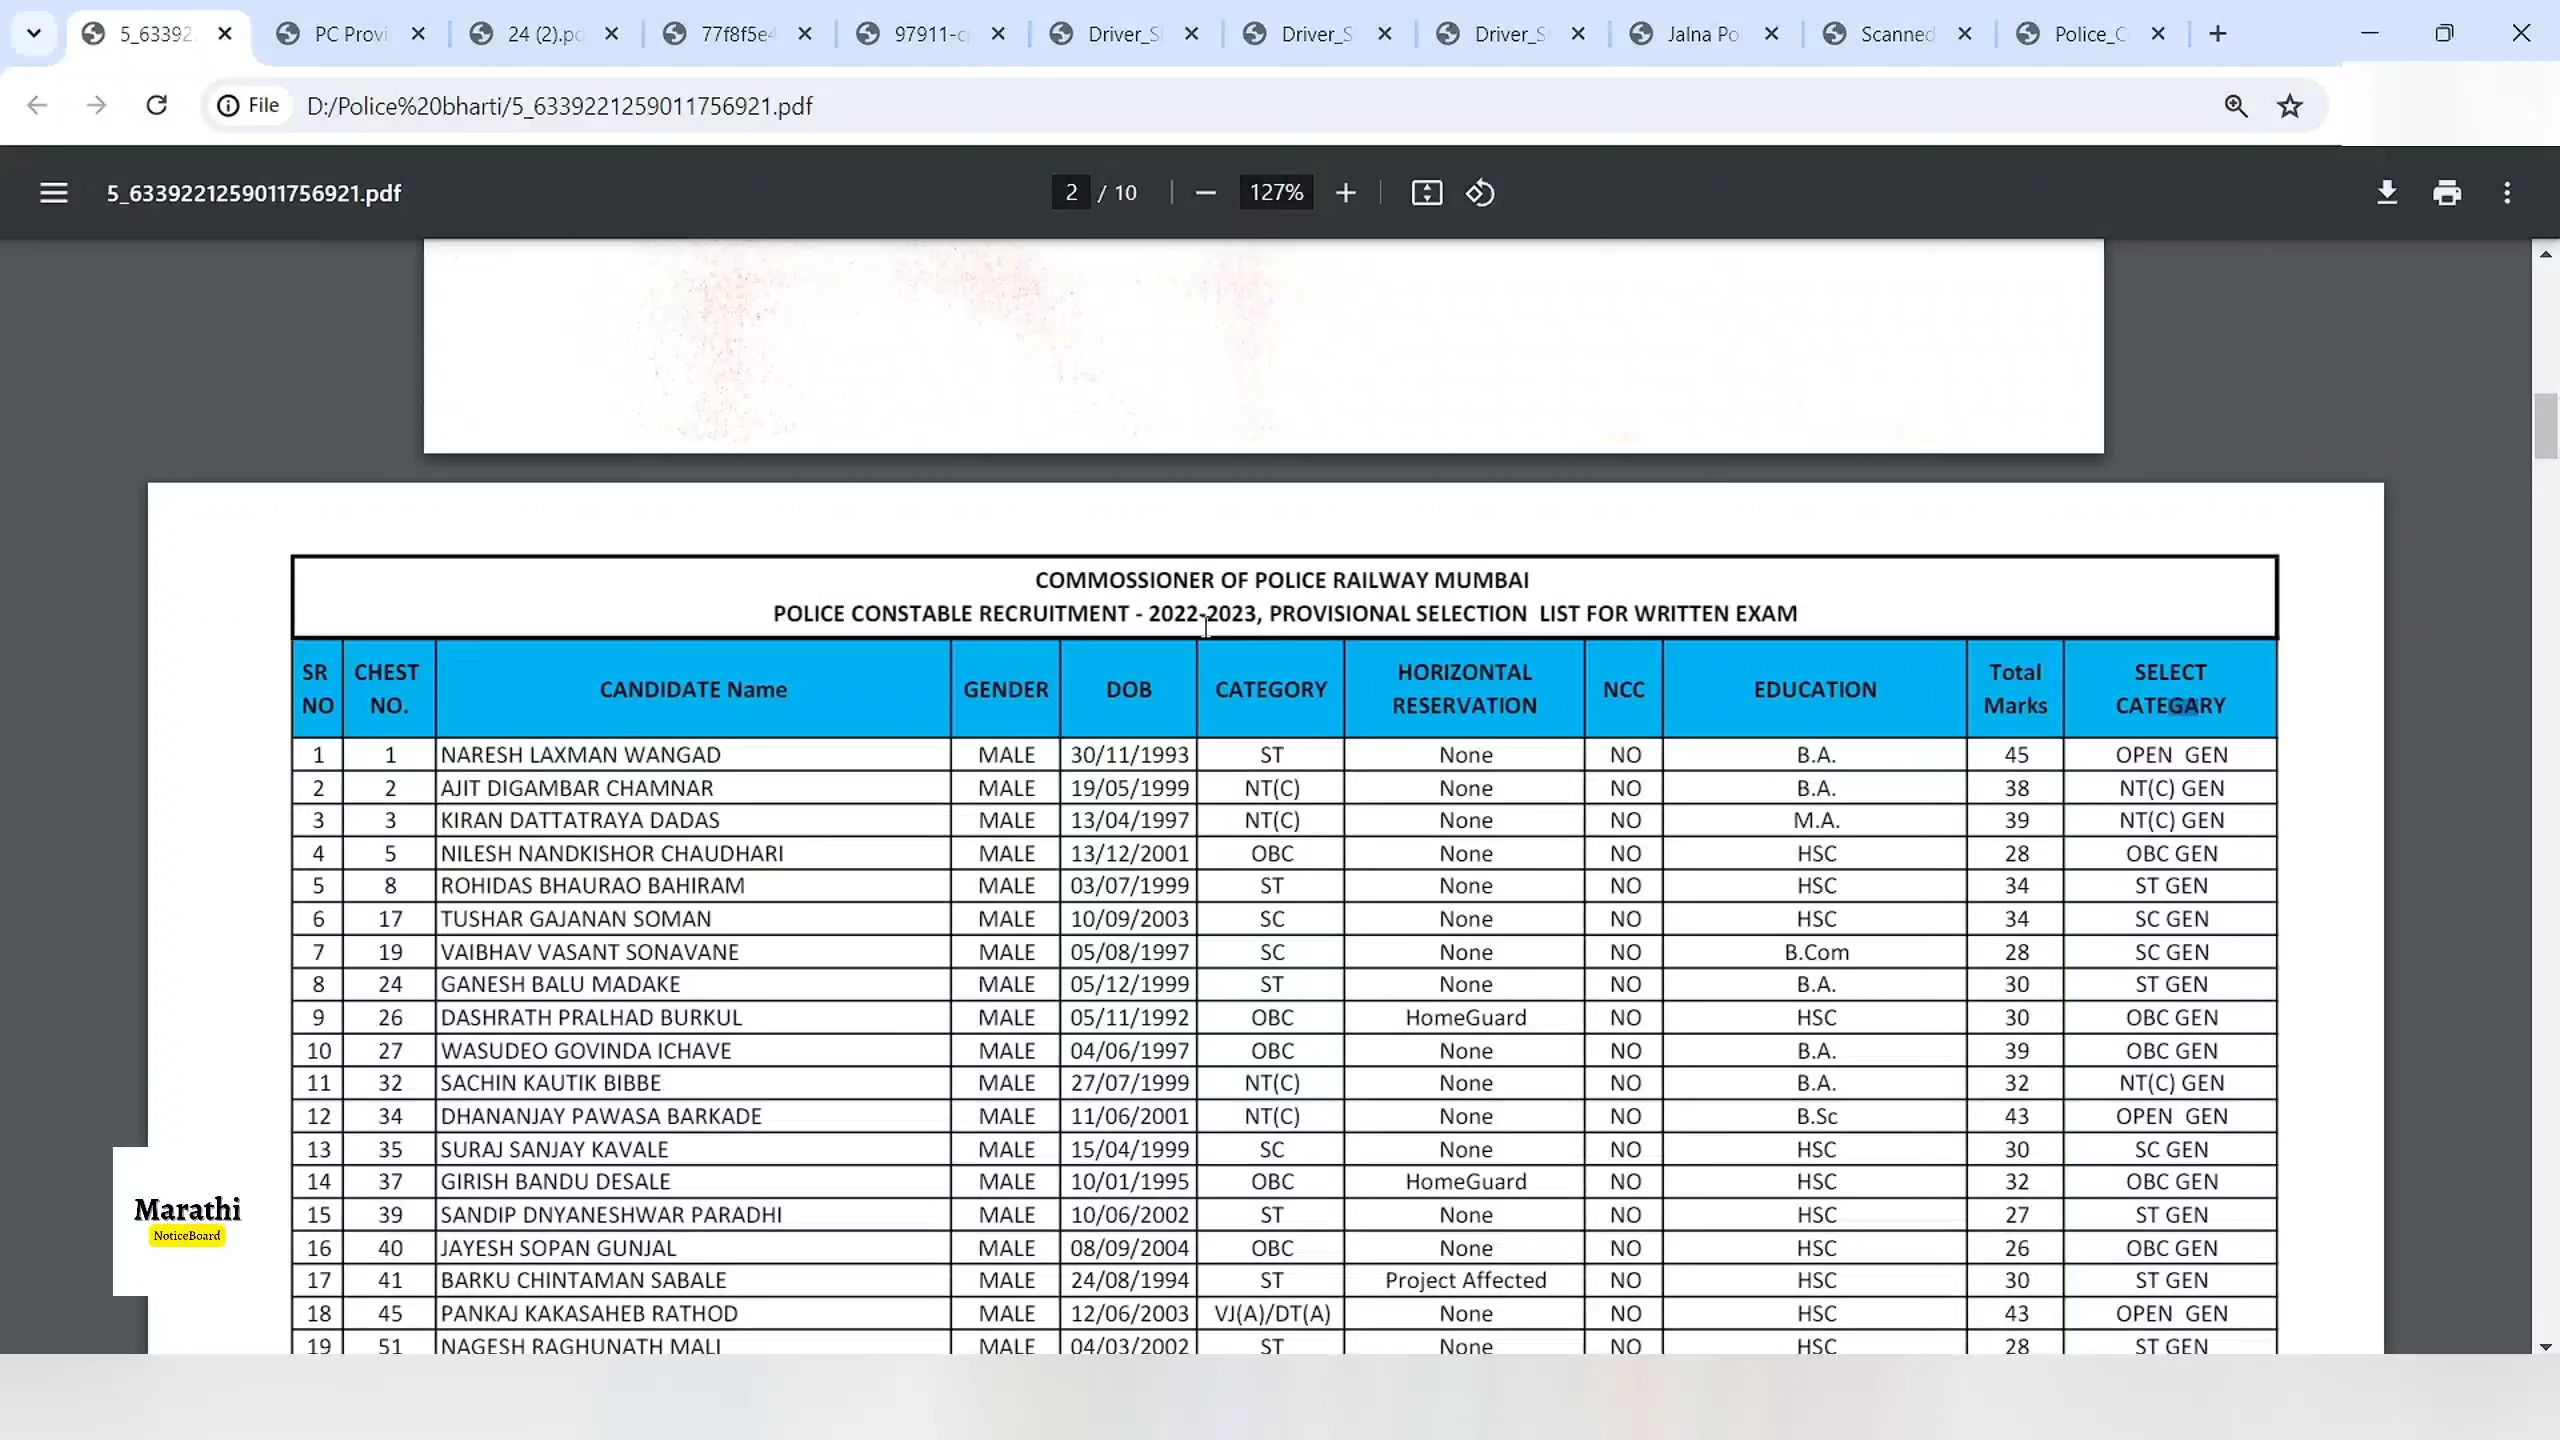 5_63392 PC Provi 24 (2).pd 77f8f5e4 97911-c Driver_S Driver_S Driver_S Jalna Po Scanned Police_C
File D:/Police%20bharti/5_6339221259011756921.pdf
5_6339221259011756921.pdf 2 / 10 127%
COMMOSSIONER OF POLICE RAILWAY MUMBAI
POLICE CONSTABLE RECRUITMENT - 2022-2023, PROVISIONAL SELECTION LIST FOR WRITTEN EXAM
SR NO CHEST NO. CANDIDATE Name GENDER DOB CATEGORY HORIZONTAL RESERVATION NCC EDUCATION Total Marks SELECT CATEGARY
1 1 NARESH LAXMAN WANGAD MALE 30/11/1993 ST None NO B.A. 45 OPEN GEN
2 2 AJIT DIGAMBAR CHAMNAR MALE 19/05/1999 NT(C) None NO B.A. 38 NT(C) GEN
3 3 KIRAN DATTATRAYA DADAS MALE 13/04/1997 NT(C) None NO M.A. 39 NT(C) GEN
4 5 NILESH NANDKISHOR CHAUDHARI MALE 13/12/2001 OBC None NO HSC 28 OBC GEN
5 8 ROHIDAS BHAURAO BAHIRAM MALE 03/07/1999 ST None NO HSC 34 ST GEN
6 17 TUSHAR GAJANAN SOMAN MALE 10/09/2003 SC None NO HSC 34 SC GEN
7 19 VAIBHAV VASANT SONAVANE MALE 05/08/1997 SC None NO B.Com 28 SC GEN
8 24 GANESH BALU MADAKE MALE 05/12/1999 ST None NO B.A. 30 ST GEN
9 26 DASHRATH PRALHAD BURKUL MALE 05/11/1992 OBC HomeGuard NO HSC 30 OBC GEN
10 27 WASUDEO GOVINDA ICHAVE MALE 04/06/1997 OBC None NO B.A. 39 OBC GEN
11 32 SACHIN KAUTIK BIBBE MALE 27/07/1999 NT(C) None NO B.A. 32 NT(C) GEN
12 34 DHANANJAY PAWASA BARKADE MALE 11/06/2001 NT(C) None NO B.Sc 43 OPEN GEN
13 35 SURAJ SANJAY KAVALE MALE 15/04/1999 SC None NO HSC 30 SC GEN
14 37 GIRISH BANDU DESALE MALE 10/01/1995 OBC HomeGuard NO HSC 32 OBC GEN
15 39 SANDIP DNYANESHWAR PARADHI MALE 10/06/2002 ST None NO HSC 27 ST GEN
16 40 JAYESH SOPAN GUNJAL MALE 08/09/2004 OBC None NO HSC 26 OBC GEN
17 41 BARKU CHINTAMAN SABALE MALE 24/08/1994 ST Project Affected NO HSC 30 ST GEN
18 45 PANKAJ KAKASAHEB RATHOD MALE 12/06/2003 VJ(A)/DT(A) None NO HSC 43 OPEN GEN
19 51 NAGESH RAGHUNATH MALI MALE 04/03/2002 ST None NO HSC 28 ST GEN
Marathi
NoticeBoard